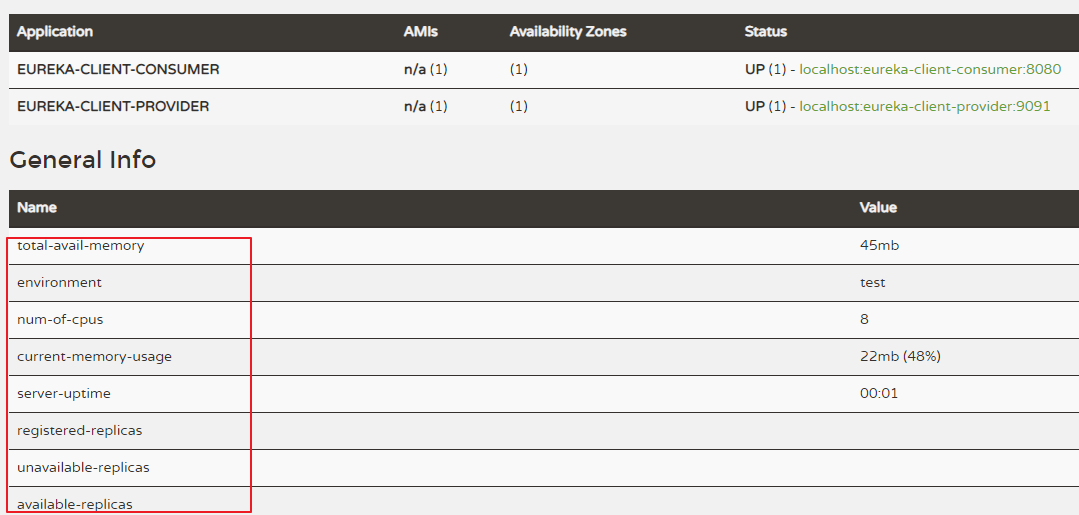 Application AMIs Availability Zones Status
EUREKA-CLIENT-CONSUMER n/a (1) (1) UP (1) - localhost:eureka-client-consumer:8080
EUREKA-CLIENT-PROVIDER n/a (1) (1) UP (1) - localhost:eureka-client-provider:9091
General Info
Name Value
total-avail-memory 45mb
environment test
num-of-cpus 8
current-memory-usage 22mb (48%)
server-uptime 00:01
registered-replicas
unavailable-replicas
available-replicas